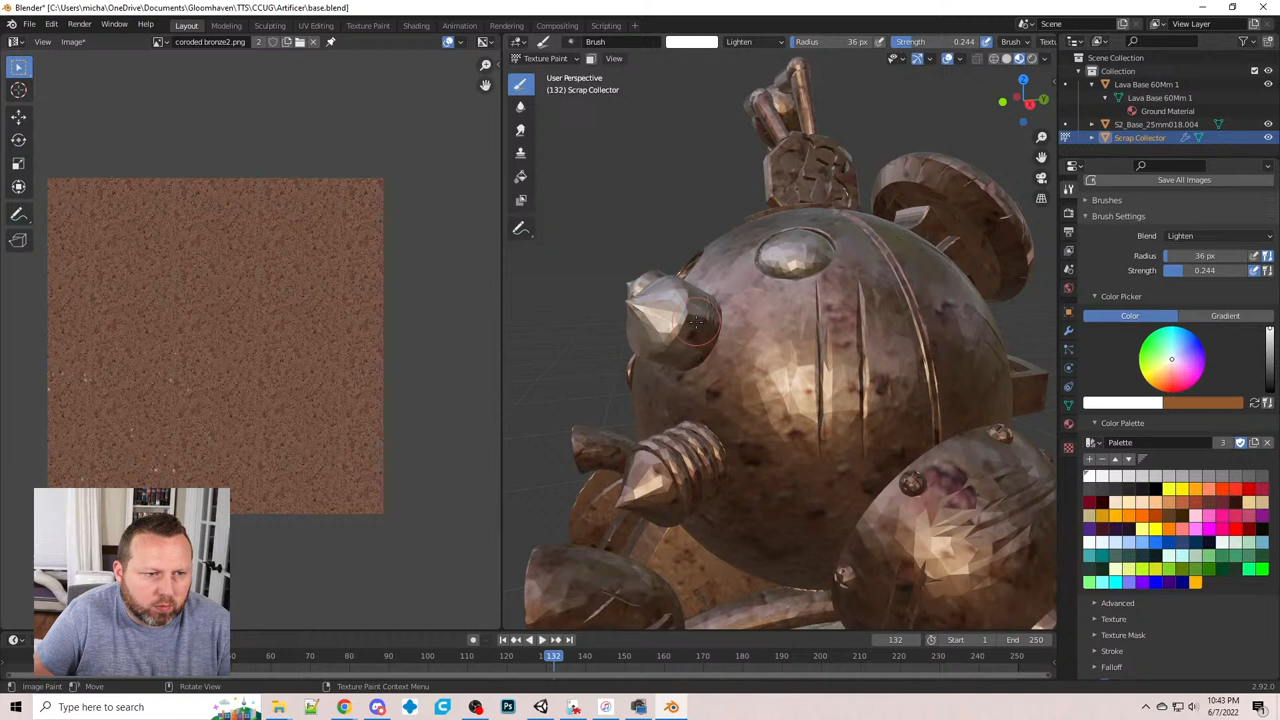 Blender* [C:\Users\micha\OneDrive\Documents\Gloomhaven\TTS\CCUG\Artificer\base.blend]
File Edit Render Window Help Layout Modeling Sculpting UV Editing Texture Paint Shading Animation Rendering Compositing Scripting Scene View Layer
View Image* coroded bronze2.png 2 Brush Lighten Radius 36 px Strength 0.244 Brush Textu
Texture Paint View
User Perspective
(132) Scrap Collector
Scene Collection
Collection
Lava Base 60Mm 1
Lava Base 60Mm 1
Ground Material
S2_Base_25mm018.004
Scrap Collector
Save All Images
Brushes
Brush Settings
Blend Lighten
Radius 36 px
Strength 0.244
Color Picker
Color Gradient
Color Palette
Palette 3
Advanced
Texture
Texture Mask
Stroke
Falloff
132 Start 1 End 250
50 60 70 80 90 100 110 120 132 140 150 160 170 180 190 200 210 220 230 240 250
Image Paint Move Rotate View Texture Paint Context Menu 2.92.0
Type here to search
10:43 PM
6/7/2022